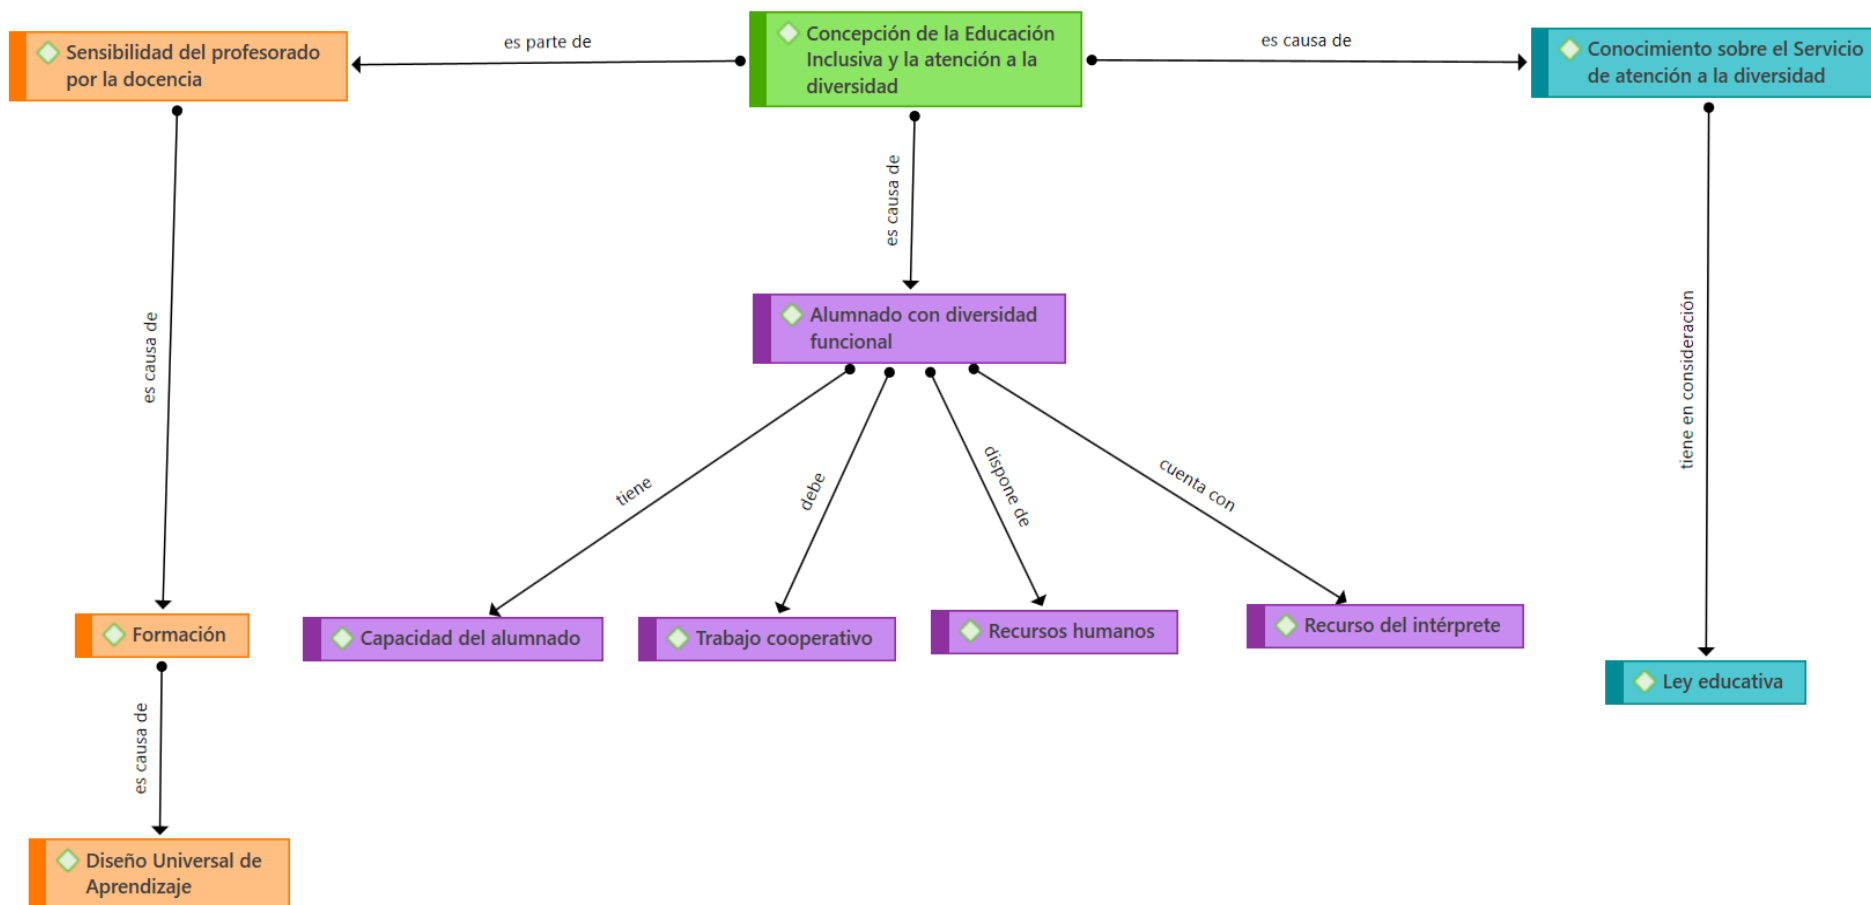 Sensibilidad del profesorado
por la docencia
es parte de
Concepción de la Educación
Inclusiva y la atención a la
diversidad
es causa de
Conocimiento sobre el Servicio
de atención a la diversidad
es causa de
es causa de
tiene en consideración
Alumnado con diversidad
funcional
tiene
debe
dispone de
cuenta con
Formación
Capacidad del alumnado
Trabajo cooperativo
Recursos humanos
Recurso del intérprete
Ley educativa
es causa de
Diseño Universal de
Aprendizaje